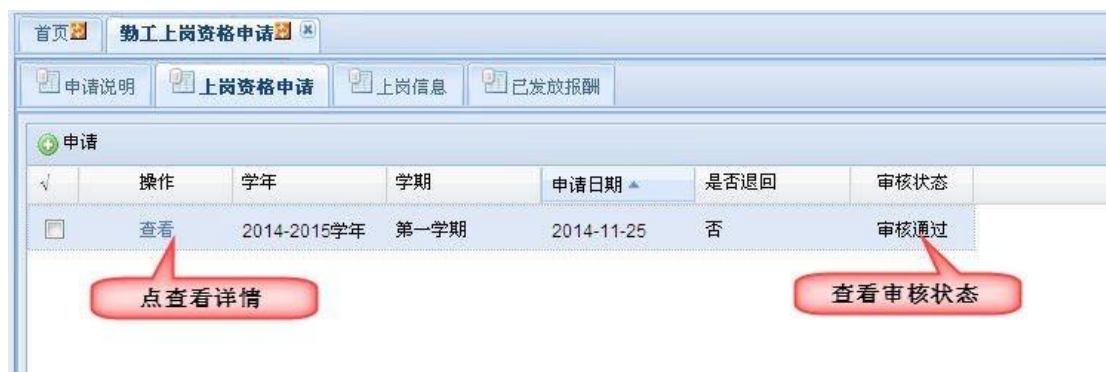 首页 勤工上岗资格申请
申请说明 上岗资格申请 上岗信息 已发放报酬
申请
√ 操作 学年 学期 申请日期 是否退回 审核状态
查看 2014-2015学年 第一学期 2014-11-25 否 审核通过
点查看详情 查看审核状态